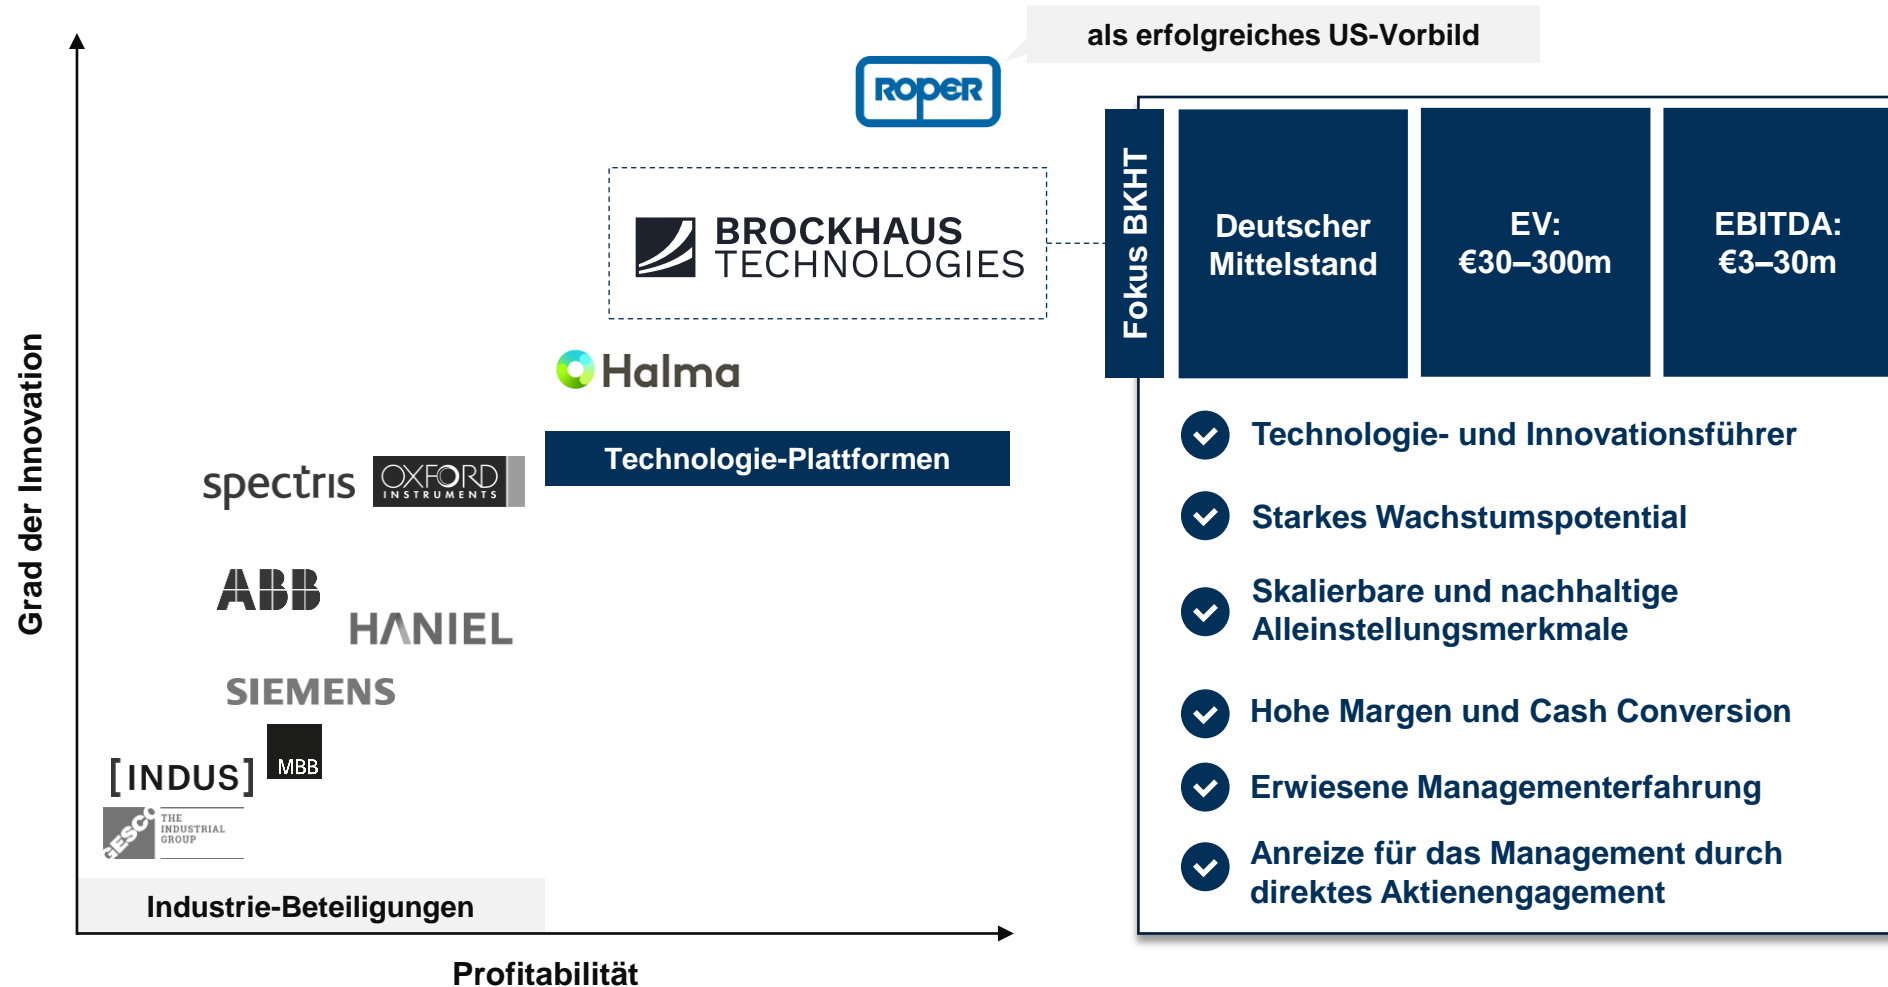 als erfolgreiches US-Vorbild
ROPER
BROCKHAUS
TECHNOLOGIES
Halma
Technologie-Plattformen
spectris
OXFORD
INSTRUMENTS
ABB
HANIEL
SIEMENS
MBB
[INDUS]
GESCO
THE
INDUSTRIAL
GROUP
Industrie-Beteiligungen
Grad der Innovation
Profitabilität
Fokus BKHT
Deutscher
Mittelstand
EV:
€30–300m
EBITDA:
€3–30m
Technologie- und Innovationsführer
Starkes Wachstumspotential
Skalierbare und nachhaltige
Alleinstellungsmerkmale
Hohe Margen und Cash Conversion
Erwiesene Managementerfahrung
Anreize für das Management durch
direktes Aktienengagement